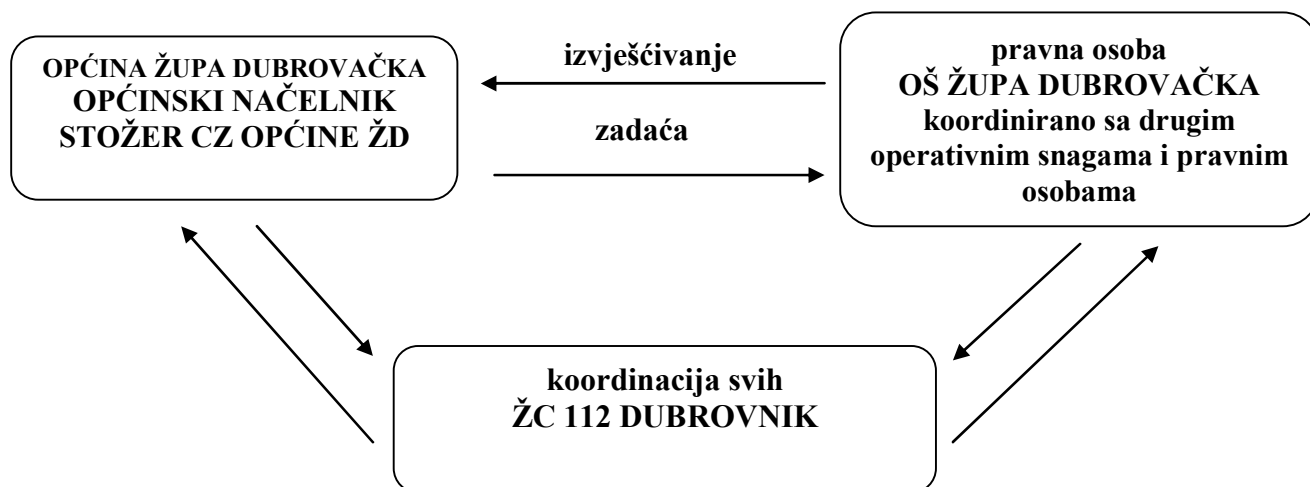 OPĆINA ŽUPA DUBROVAČKA
OPĆINSKI NAČELNIK
STOŽER CZ OPĆINE ŽD
izvješćivanje
zadaća
pravna osoba
OŠ ŽUPA DUBROVAČKA
koordinirano sa drugim
operativnim snagama i pravnim
osobama
koordinacija svih
ŽC 112 DUBROVNIK